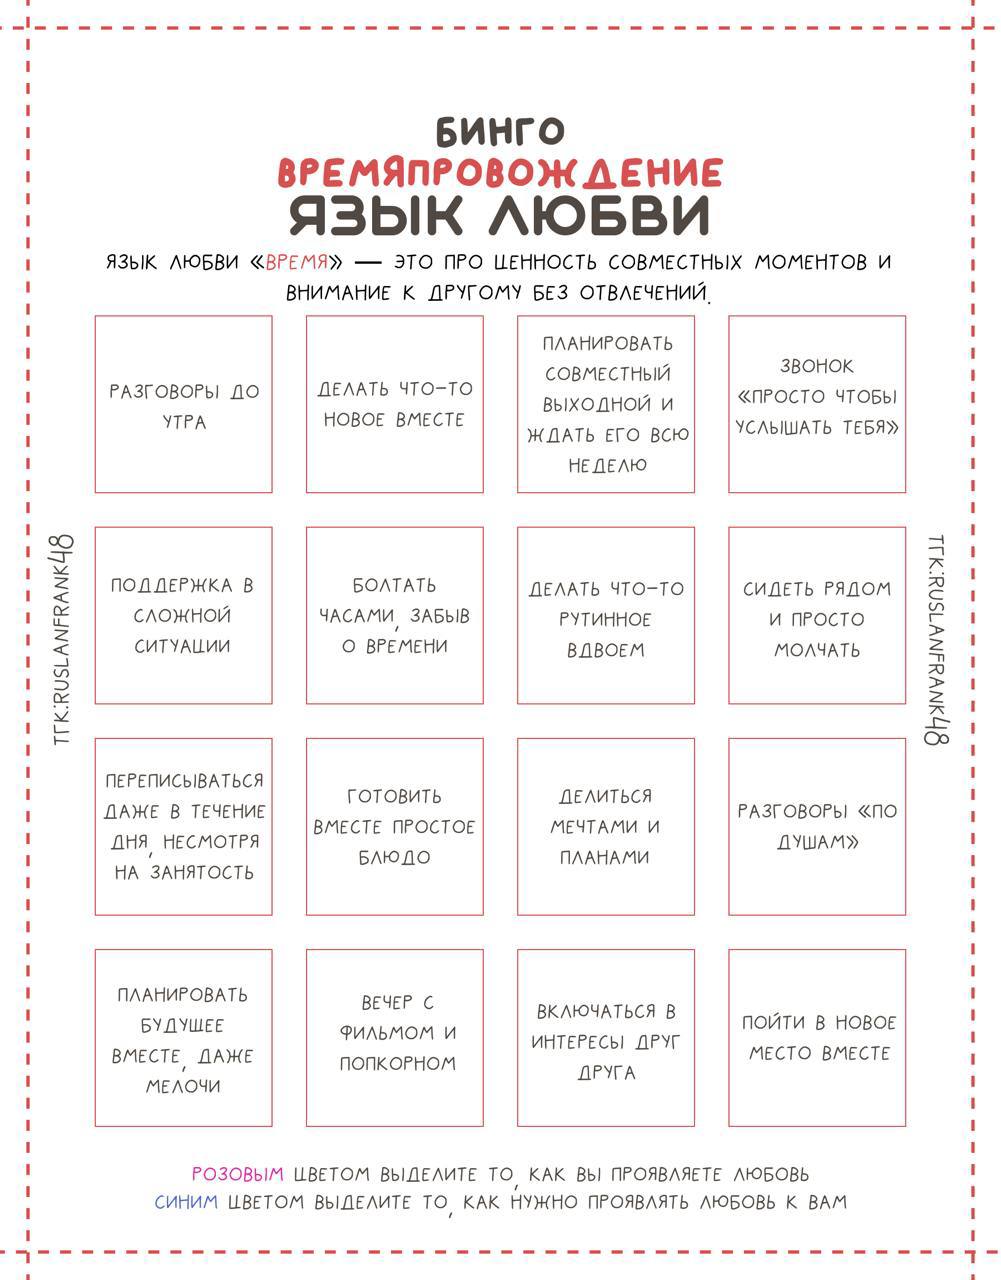 БИНГО
ВРЕМЯПРОВОЖДЕНИЕ
ЯЗЫК ЛЮБВИ
ЯЗЫК ЛЮБВИ «ВРЕМЯ» — ЭТО ПРО ЦЕННОСТЬ СОВМЕСТНЫХ МОМЕНТОВ И
ВНИМАНИЕ К ДРУГОМУ БЕЗ ОТВЛЕЧЕНИЙ.
РАЗГОВОРЫ ДО
УТРА
ДЕЛАТЬ ЧТО-ТО
НОВОЕ ВМЕСТЕ
ПЛАНИРОВАТЬ
СОВМЕСТНЫЙ
ВЫХОДНОЙ И
ЖДАТЬ ЕГО ВСЮ
НЕДЕЛЮ
ЗВОНОК
«ПРОСТО ЧТОБЫ
УСЛЫШАТЬ ТЕБЯ»
ТГК:RUSLANFRANK48
ПОДДЕРЖКА В
СЛОЖНОЙ
СИТУАЦИИ
БОЛТАТЬ
ЧАСАМИ, ЗАБЫВ
О ВРЕМЕНИ
ДЕЛАТЬ ЧТО-ТО
РУТИННОЕ
ВДВОЕМ
СИДЕТЬ РЯДОМ
И ПРОСТО
МОЛЧАТЬ
ТГК:RUSLANFRANK48
ПЕРЕПИСЫВАТЬСЯ
ДАЖЕ В ТЕЧЕНИЕ
ДНЯ, НЕСМОТРЯ
НА ЗАНЯТОСТЬ
ГОТОВИТЬ
ВМЕСТЕ ПРОСТОЕ
БЛЮДО
ДЕЛИТЬСЯ
МЕЧТАМИ И
ПЛАНАМИ
РАЗГОВОРЫ «ПО
ДУШАМ»
ПЛАНИРОВАТЬ
БУДУЩЕЕ
ВМЕСТЕ, ДАЖЕ
МЕЛОЧИ
ВЕЧЕР С
ФИЛЬМОМ И
ПОПКОРНОМ
ВКЛЮЧАТЬСЯ В
ИНТЕРЕСЫ ДРУГ
ДРУГА
ПОЙТИ В НОВОЕ
МЕСТО ВМЕСТЕ
РОЗОВЫМ ЦВЕТОМ ВЫДЕЛИТЕ ТО, КАК ВЫ ПРОЯВЛЯЕТЕ ЛЮБОВЬ
СИНИМ ЦВЕТОМ ВЫДЕЛИТЕ ТО, КАК НУЖНО ПРОЯВЛЯТЬ ЛЮБОВЬ К ВАМ